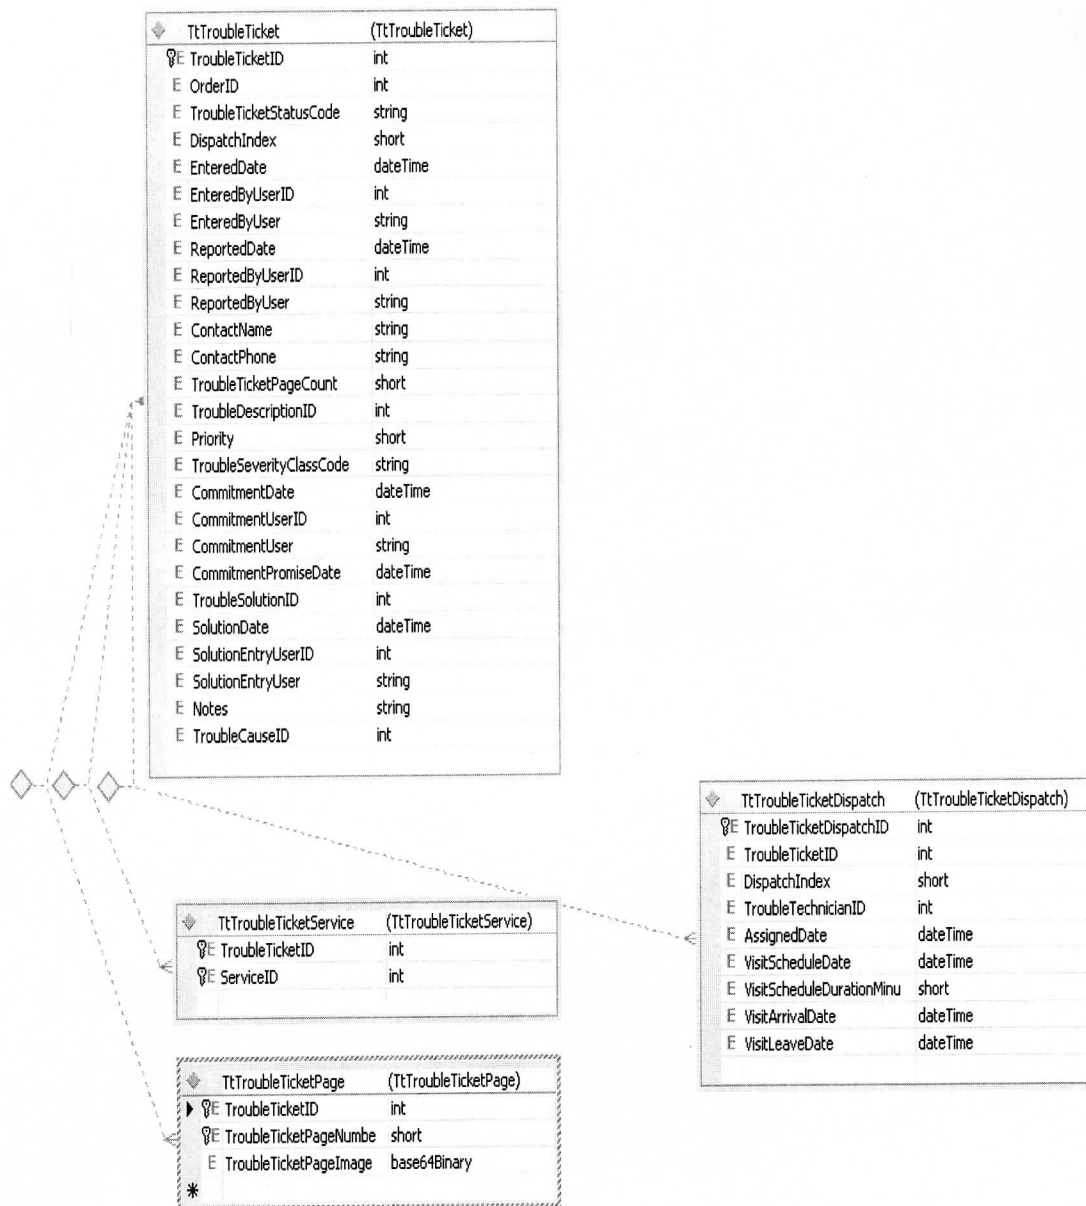 TtTroubleTicket (TtTroubleTicket)
E TroubleTicketID int
E OrderID int
E TroubleTicketStatusCode string
E DispatchIndex short
E EnteredDate dateTime
E EnteredByUserID int
E EnteredByUser string
E ReportedDate dateTime
E ReportedByUserID int
E ReportedByUser string
E ContactName string
E ContactPhone string
E TroubleTicketPageCount short
E TroubleDescriptionID int
E Priority short
E TroubleSeverityClassCode string
E CommitmentDate dateTime
E CommitmentUserID int
E CommitmentUser string
E CommitmentPromiseDate dateTime
E TroubleSolutionID int
E SolutionDate dateTime
E SolutionEntryUserID int
E SolutionEntryUser string
E Notes string
E TroubleCauseID int
TtTroubleTicketDispatch (TtTroubleTicketDispatch)
E TroubleTicketDispatchID int
E TroubleTicketID int
E DispatchIndex short
E TroubleTechnicianID int
E AssignedDate dateTime
E VisitScheduleDate dateTime
E VisitScheduleDurationMinu short
E VisitArrivalDate dateTime
E VisitLeaveDate dateTime
TtTroubleTicketService (TtTroubleTicketService)
E TroubleTicketID int
E ServiceID int
TtTroubleTicketPage (TtTroubleTicketPage)
E TroubleTicketID int
E TroubleTicketPageNumbe short
E TroubleTicketPageImage base64Binary